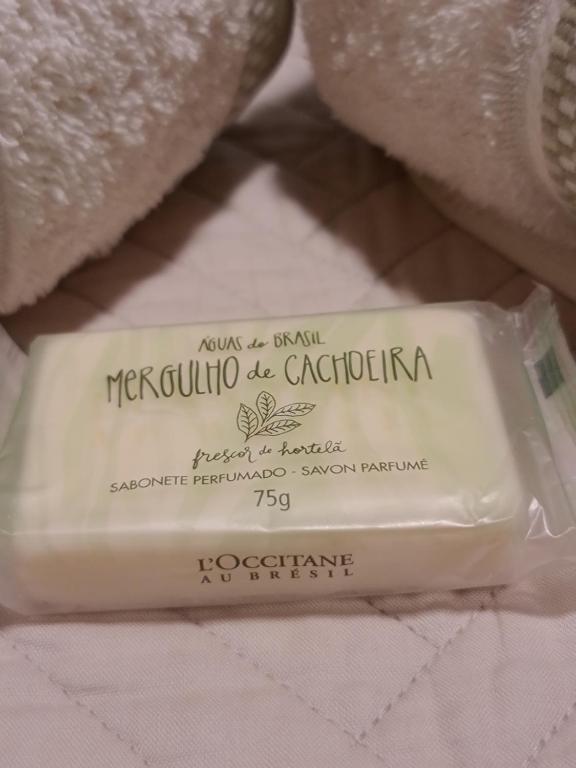 ÁGUAS do BRASIL
MERGULHO de CACHOEIRA
frescor de hortelã
SABONETE PERFUMADO - SAVON PARFUMÉ
75g
L'OCCITANE
AU BRÉSIL